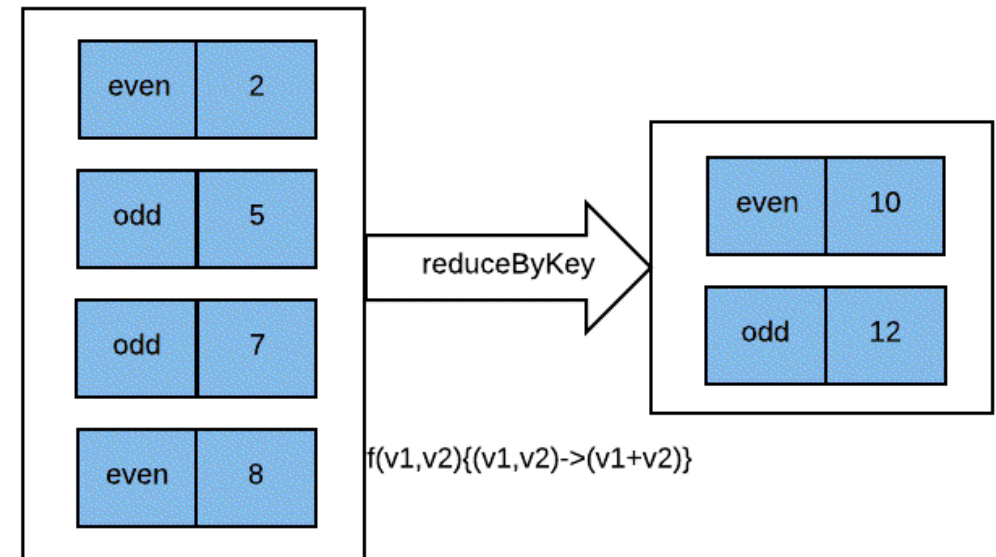 even 2
odd 5
odd 7
even 8
reduceByKey
f(v1,v2){(v1,v2)->(v1+v2)}
even 10
odd 12